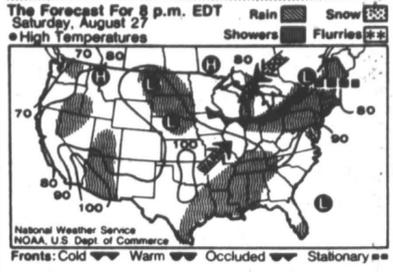 The Forecast For 8 p.m. EDT
Saturday, August 27
● High Temperatures
Rain
Snow
Showers
Flurries
70
80
H
H
80
L
L
80
70
L
90
100
80
90
100
L
National Weather Service
NOAA, U.S. Dept. of Commerce
Fronts: Cold
Warm
Occluded
Stationary